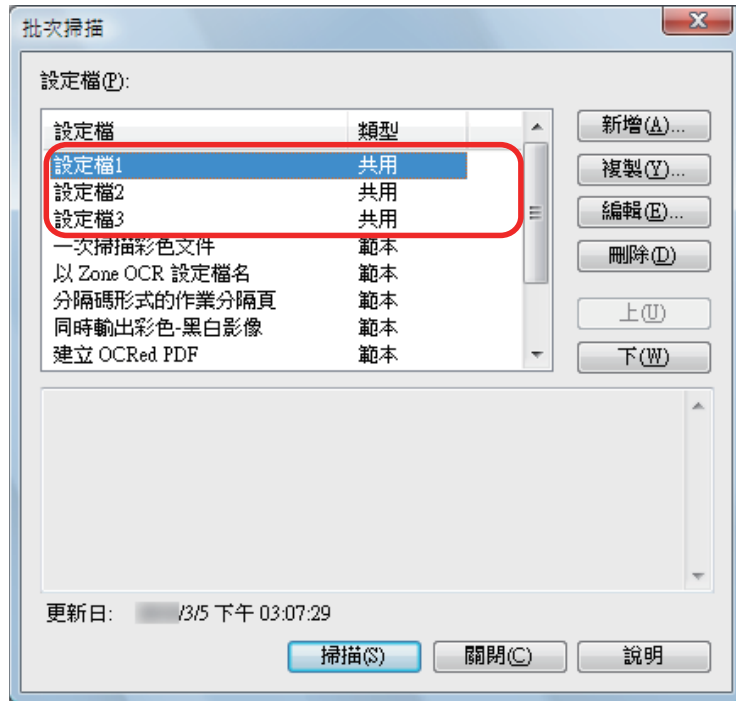 批次掃描
設定檔(P):
設定檔 類型
設定檔1 共用
設定檔2 共用
設定檔3 共用
一次掃描彩色文件 範本
以 Zone OCR 設定檔名 範本
分隔碼形式的作業分隔頁 範本
同時輸出彩色-黑白影像 範本
建立 OCRed PDF 範本
新增(A)...
複製(Y)...
編輯(E)...
刪除(D)
上(U)
下(W)
更新日: /3/5 下午 03:07:29
掃描(S) 關閉(C) 說明